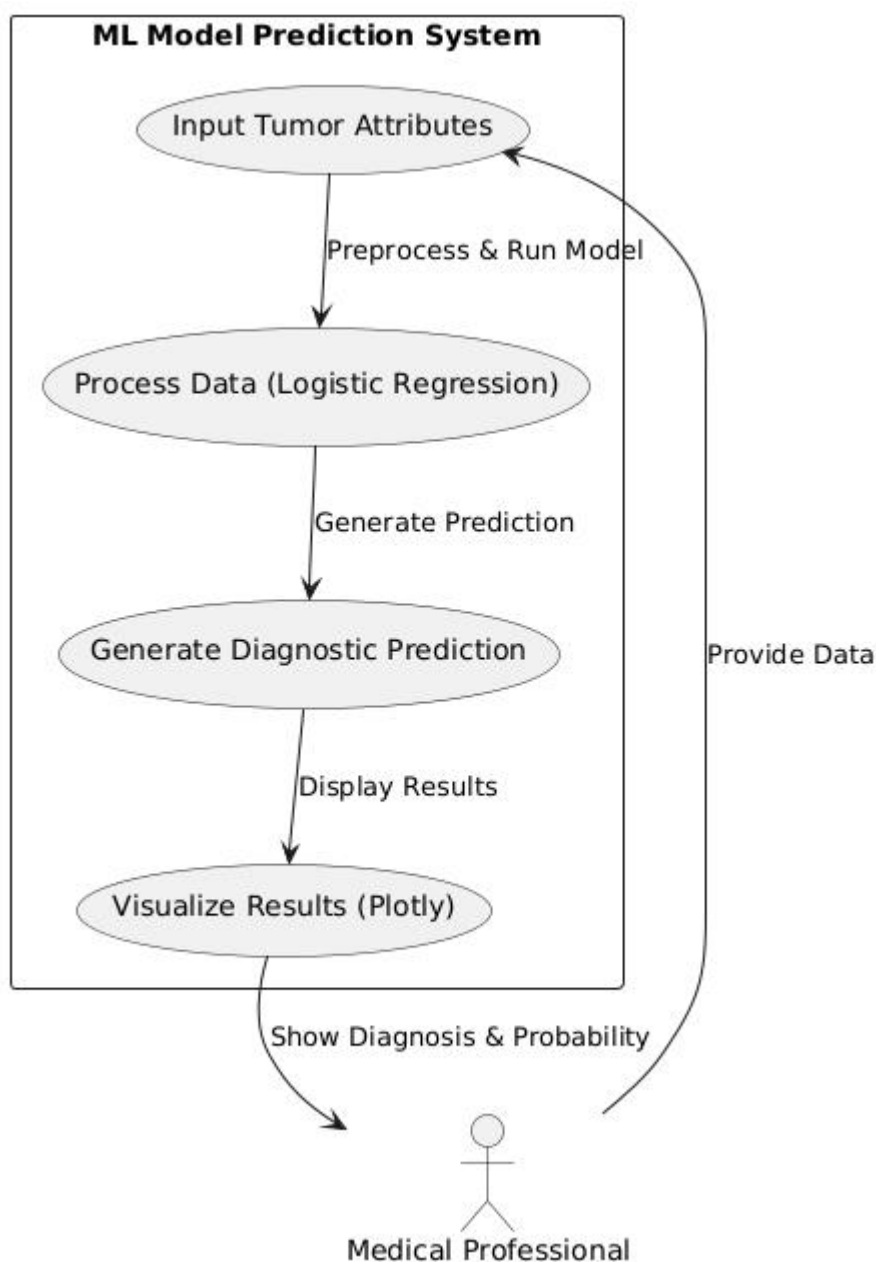 ML Model Prediction System
Input Tumor Attributes
Preprocess & Run Model
Process Data (Logistic Regression)
Generate Prediction
Generate Diagnostic Prediction
Provide Data
Display Results
Visualize Results (Plotly)
Show Diagnosis & Probability
Medical Professional